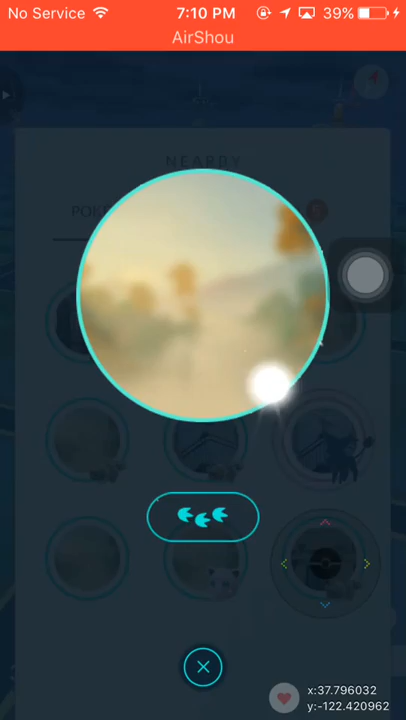 No Service 7:10 PM 39%
AirShou
NEARBY
x:37.796032
y:-122.420962